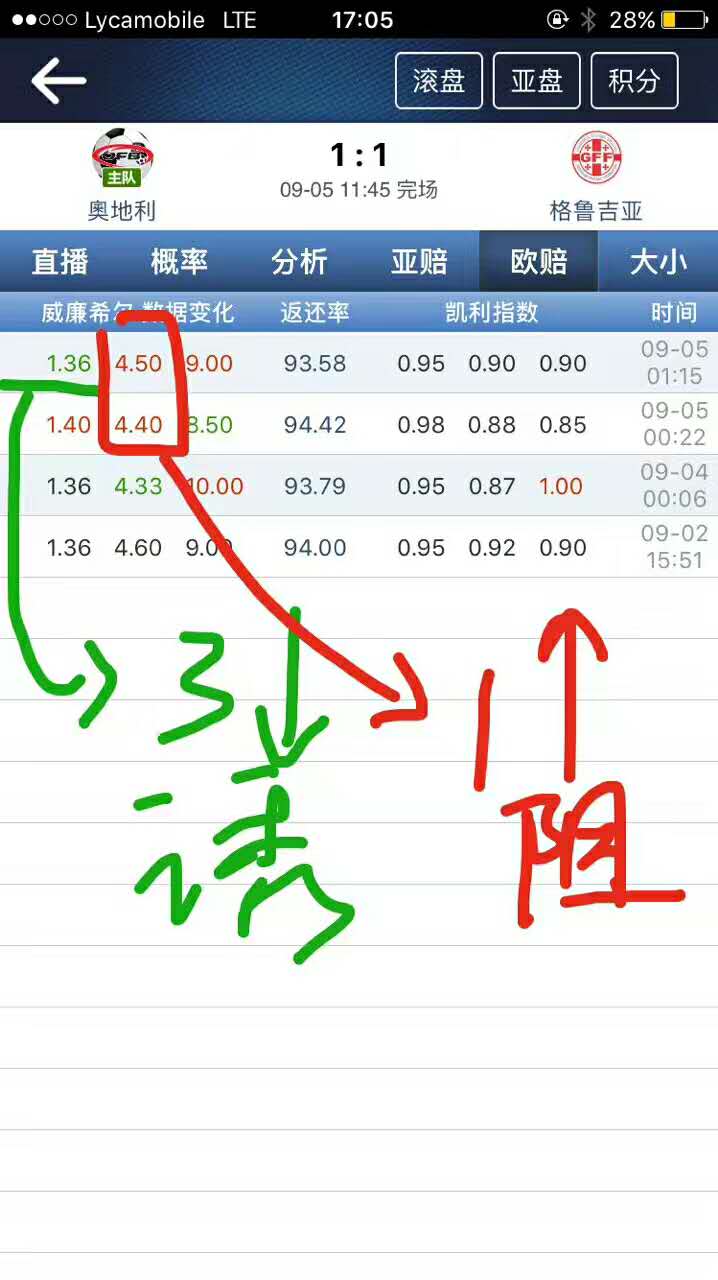 Lycamobile LTE 17:05 28%
滚盘 亚盘 积分
1:1
09-05 11:45 完场
主队
GFF
奥地利 格鲁吉亚
直播 概率 分析 亚赔 欧赔 大小
威廉希尔 数据变化 返还率 凯利指数 时间
1.36 4.50 9.00 93.58 0.95 0.90 0.90 09-05 01:15
1.40 4.40 8.50 94.42 0.98 0.88 0.85 09-05 00:22
1.36 4.33 10.00 93.79 0.95 0.87 1.00 09-04 00:06
1.36 4.60 9.00 94.00 0.95 0.92 0.90 09-02 15:51
3 1
诱 阻